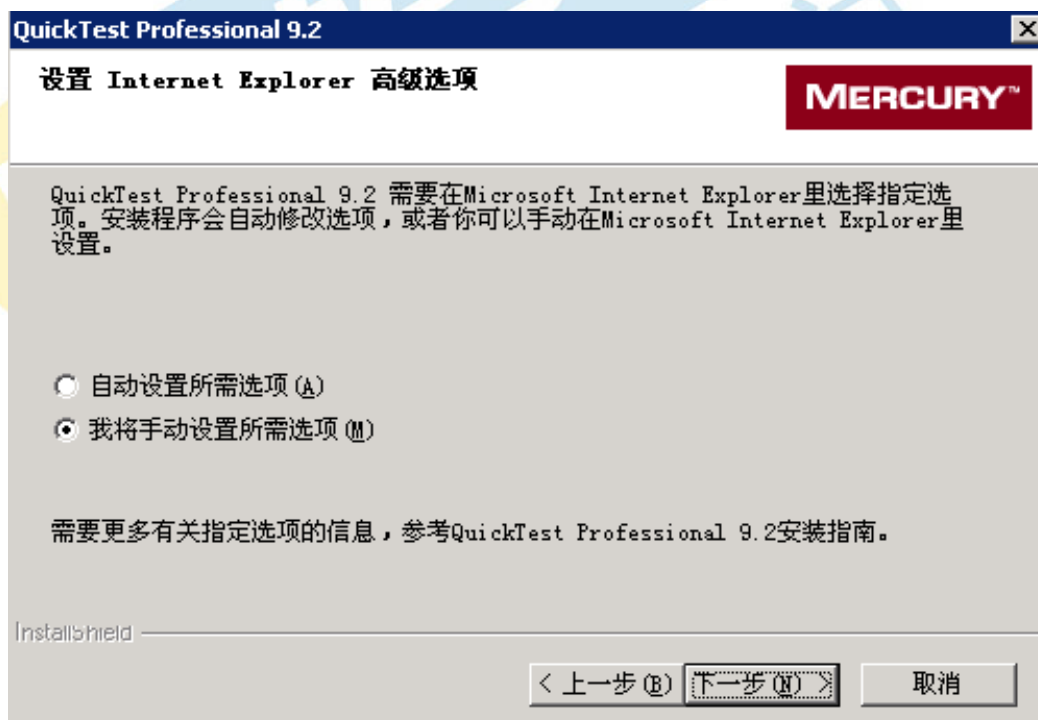 QuickTest Professional 9.2
设置 Internet Explorer 高级选项
MERCURY™
QuickTest Professional 9.2 需要在Microsoft Internet Explorer里选择指定选
项。安装程序会自动修改选项，或者你可以手动在Microsoft Internet Explorer里
设置。
自动设置所需选项(A)
我将手动设置所需选项(M)
需要更多有关指定选项的信息，参考QuickTest Professional 9.2安装指南。
InstallShield
< 上一步(B) 下一步(N) > 取消